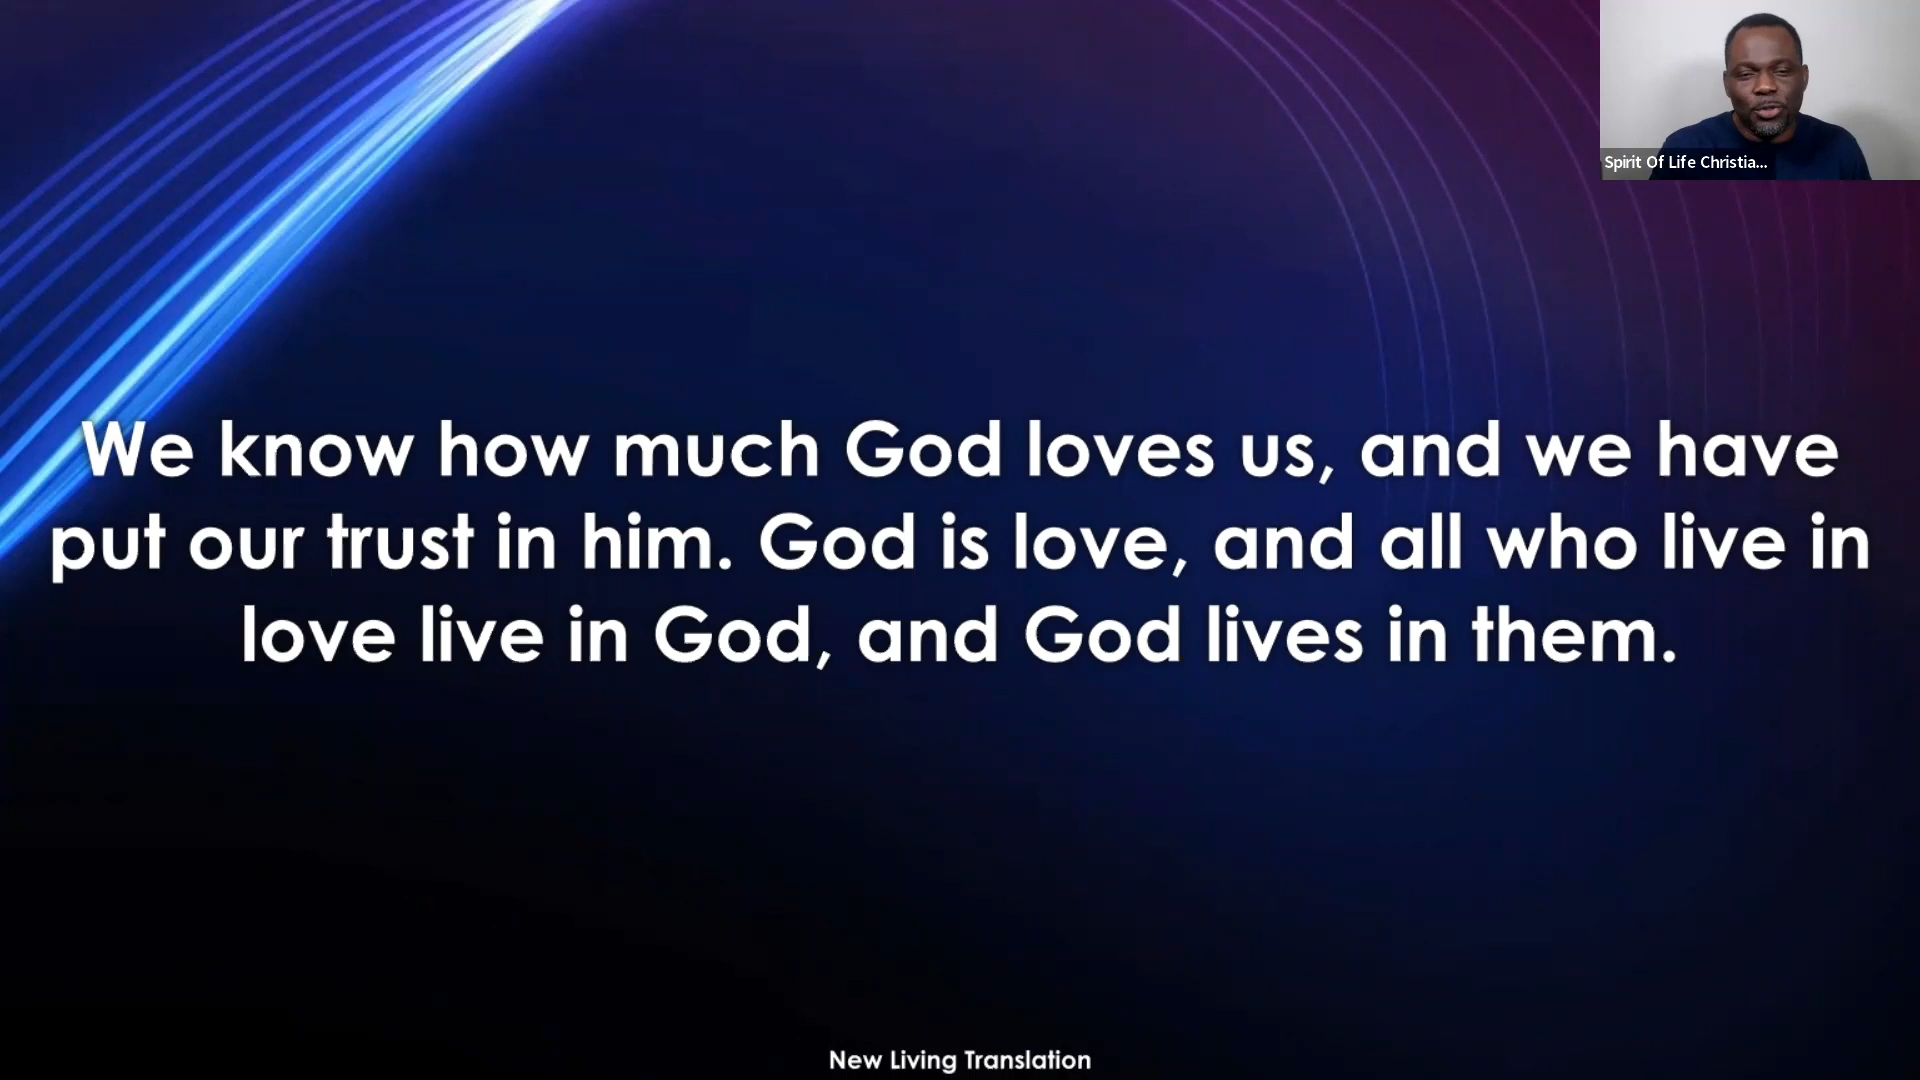 Spirit Of Life Christia...
We know how much God loves us, and we have
put our trust in him. God is love, and all who live in
love live in God, and God lives in them.
New Living Translation